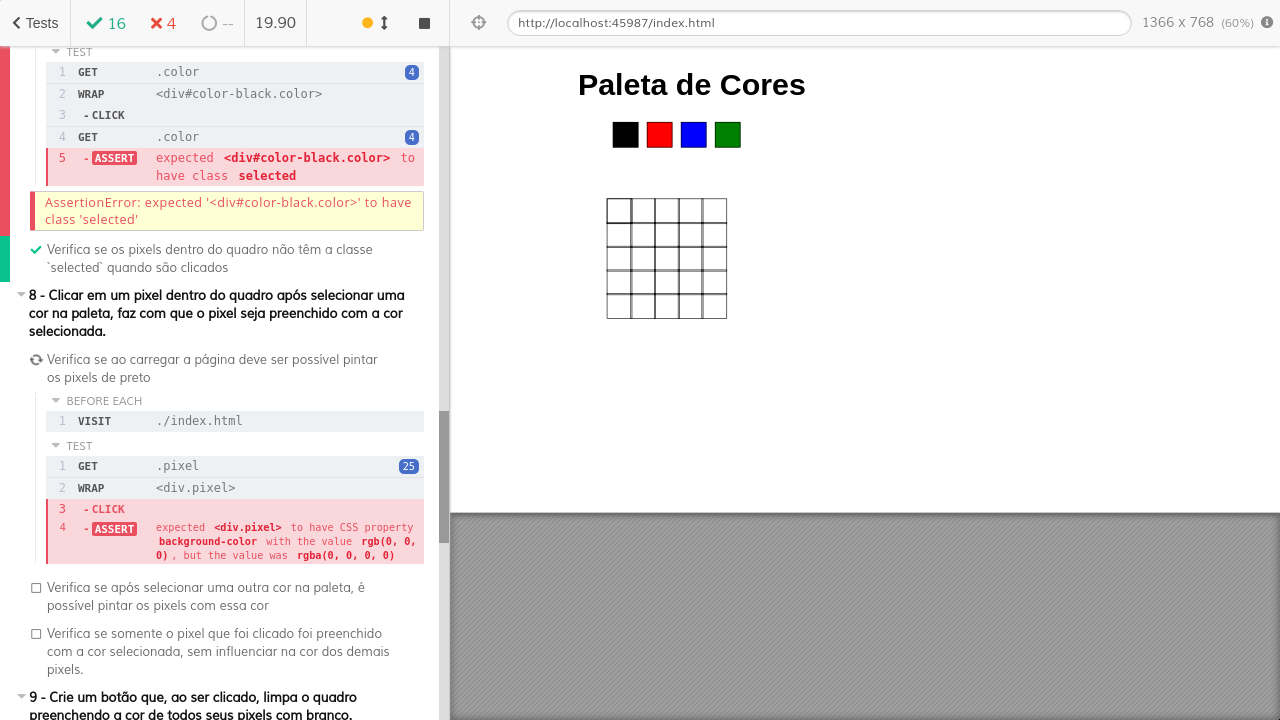 Tests
16
4
--
19.90
http://localhost:45987/index.html
1366 x 768 (60%)
TEST
1 GET .color 4
2 WRAP <div#color-black.color>
3 - CLICK
4 GET .color 4
5 - ASSERT expected <div#color-black.color> to
have class selected
AssertionError: expected '<div#color-black.color>' to have
class 'selected'
Verifica se os pixels dentro do quadro não têm a classe
`selected` quando são clicados
8 - Clicar em um pixel dentro do quadro após selecionar uma
cor na paleta, faz com que o pixel seja preenchido com a cor
selecionada.
Verifica se ao carregar a página deve ser possível pintar
os pixels de preto
BEFORE EACH
1 VISIT ./index.html
TEST
1 GET .pixel 25
2 WRAP <div.pixel>
3 - CLICK
4 - ASSERT expected <div.pixel> to have CSS property
background-color with the value rgb(0, 0,
0), but the value was rgba(0, 0, 0, 0)
Verifica se após selecionar uma outra cor na paleta, é
possível pintar os pixels com essa cor
Verifica se somente o pixel que foi clicado foi preenchido
com a cor selecionada, sem influenciar na cor dos demais
pixels.
9 - Crie um botão que, ao ser clicado, limpa o quadro
preenchendo a cor de todos seus pixels com branco.
Paleta de Cores